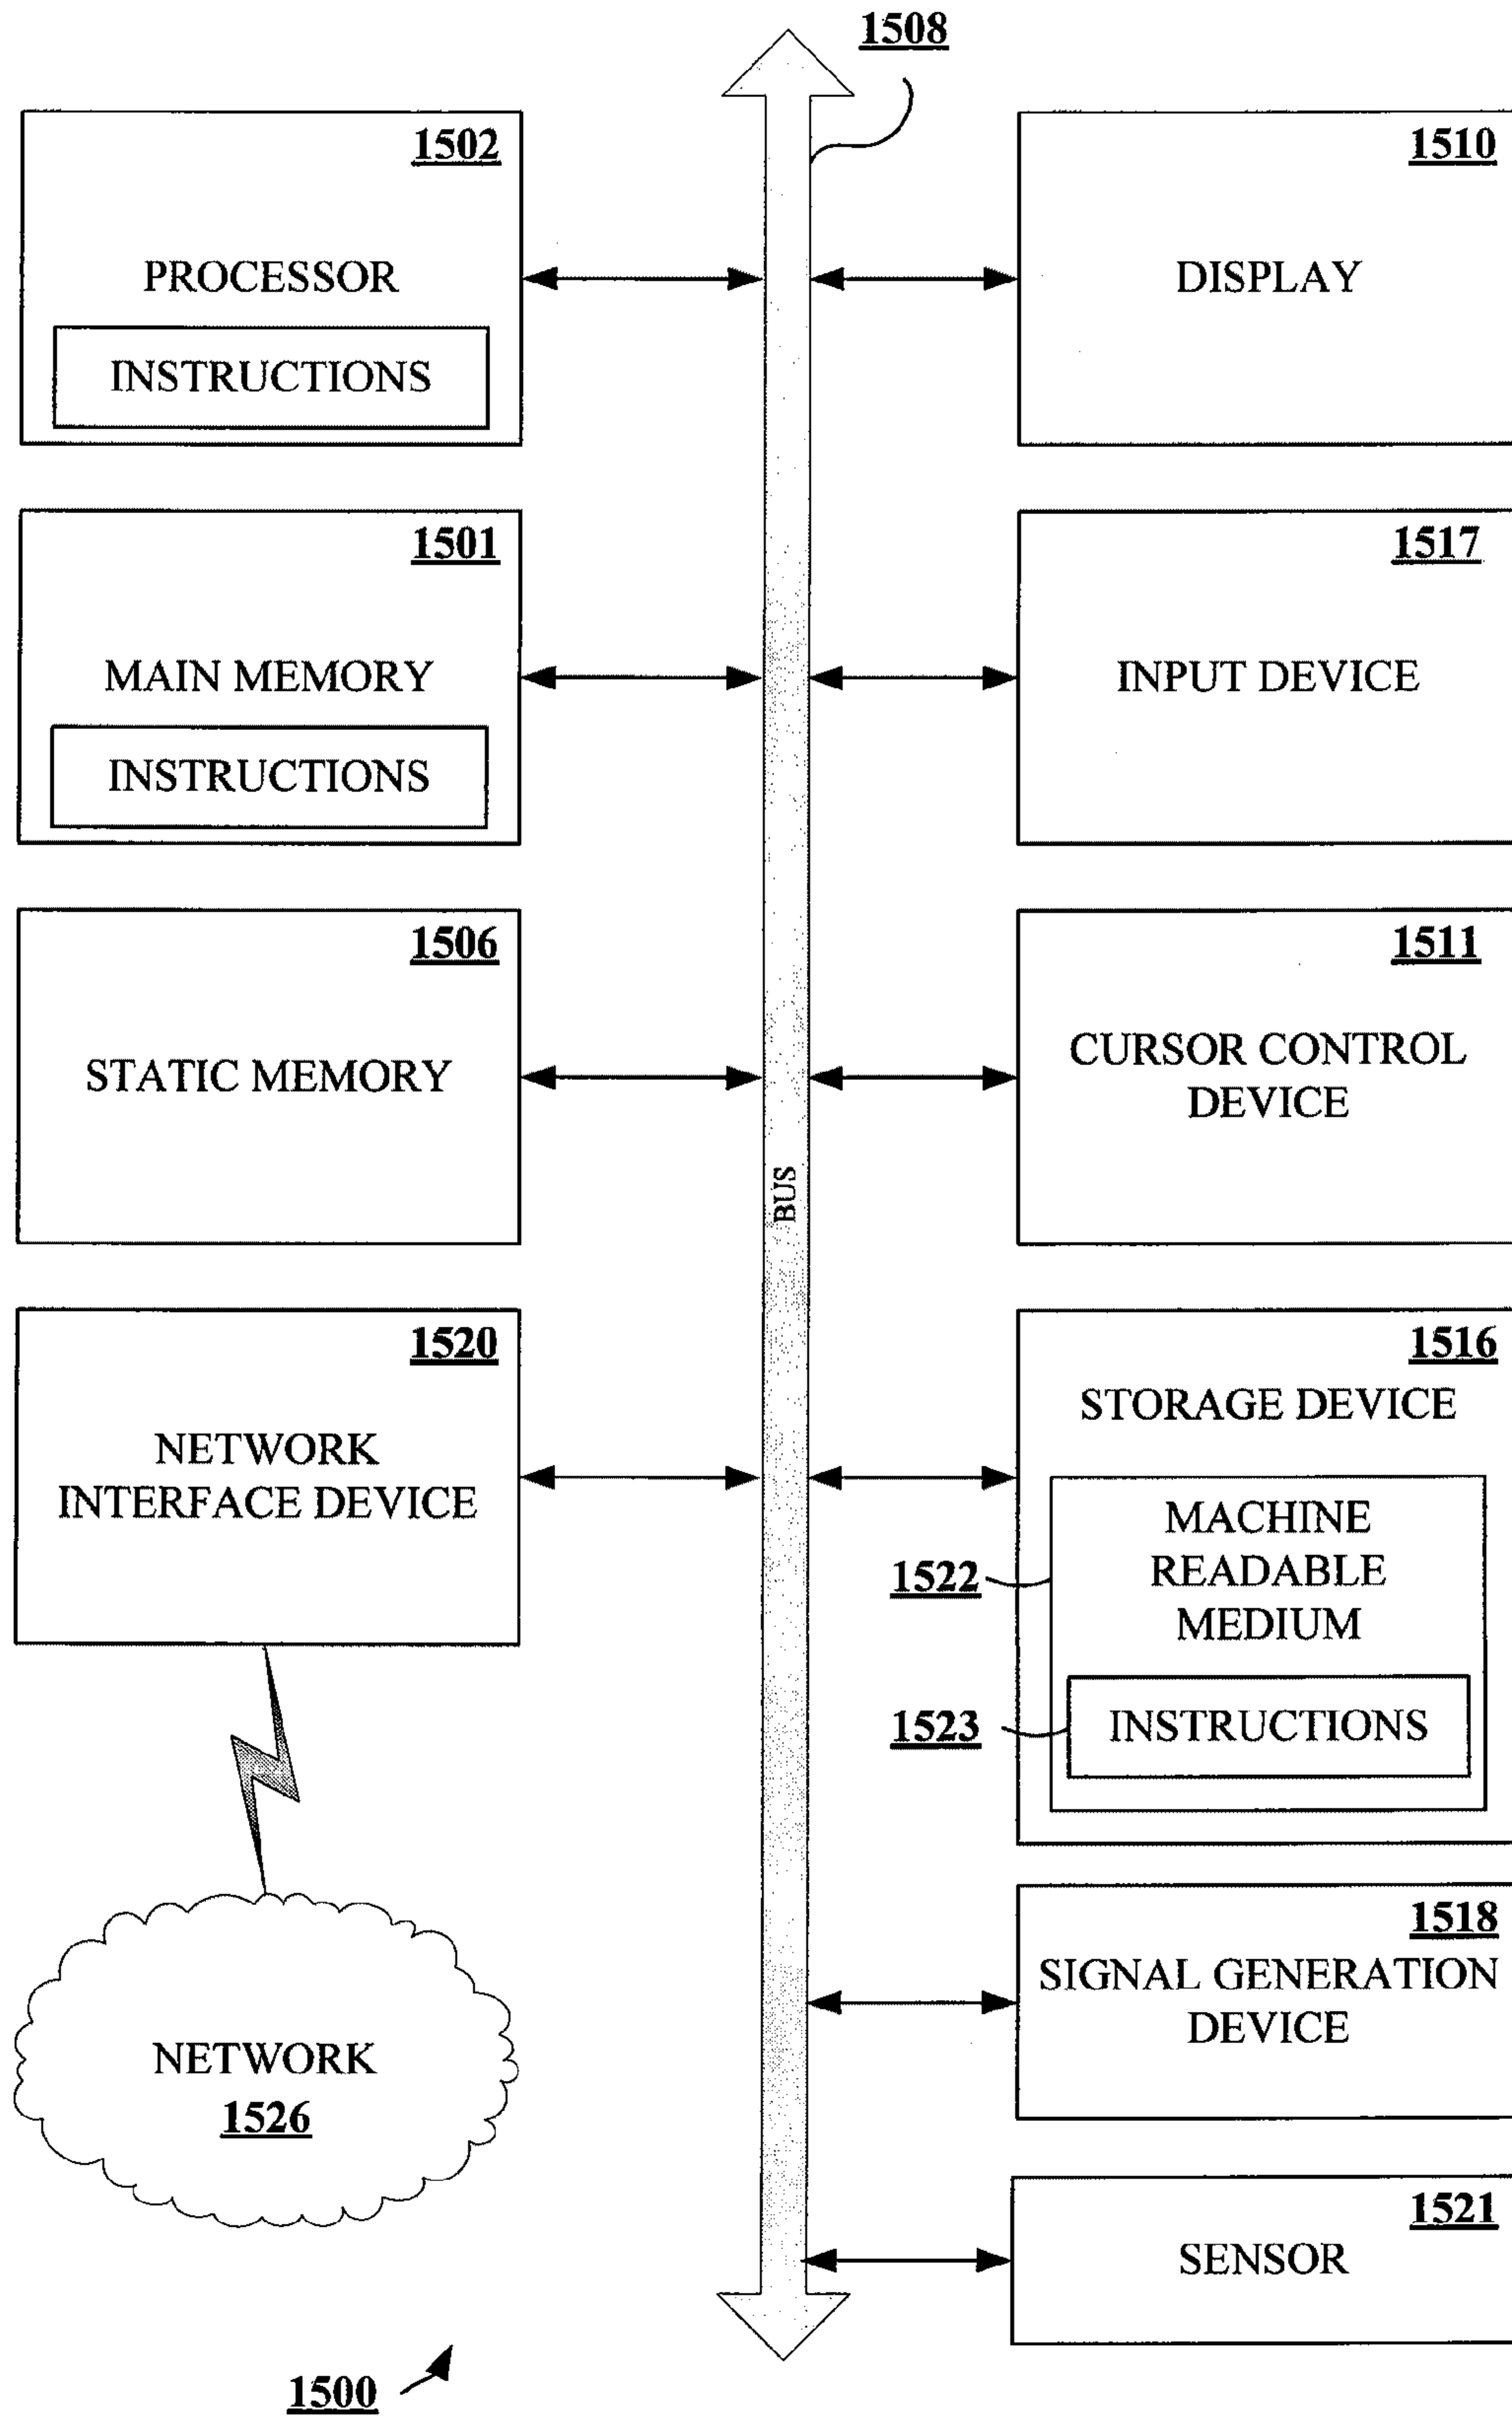 1508
1502
PROCESSOR
INSTRUCTIONS
1510
DISPLAY
1501
MAIN MEMORY
INSTRUCTIONS
1517
INPUT DEVICE
1506
STATIC MEMORY
1511
CURSOR CONTROL
DEVICE
BUS
1520
NETWORK
INTERFACE DEVICE
1516
STORAGE DEVICE
MACHINE
READABLE
MEDIUM
1522
INSTRUCTIONS
1523
1518
SIGNAL GENERATION
DEVICE
NETWORK
1526
1521
SENSOR
1500